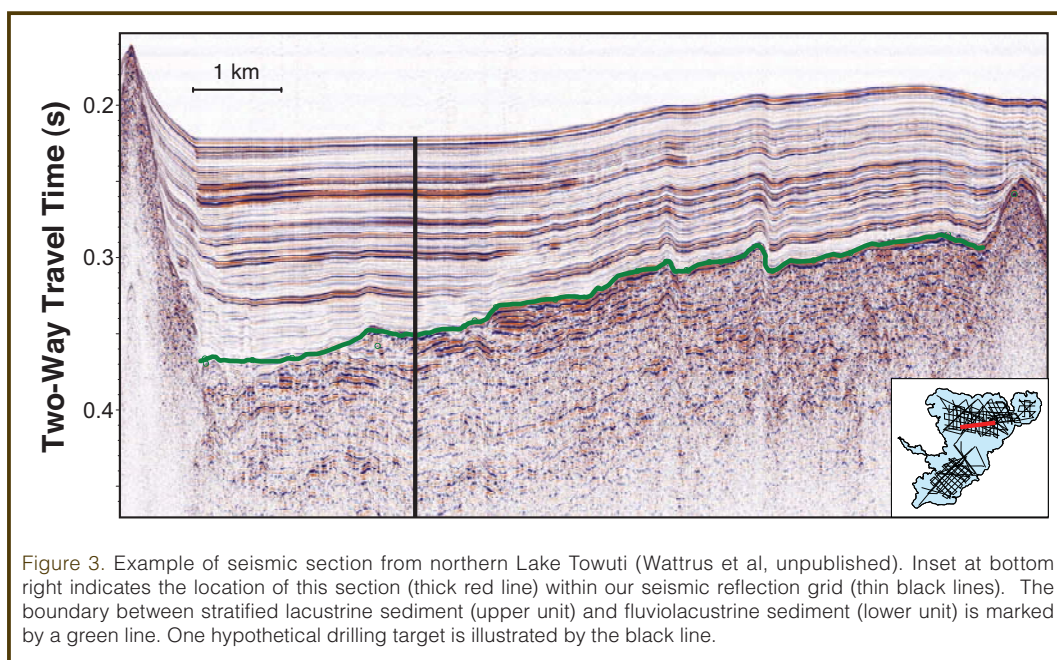 1 km
0.2
Two-Way Travel Time (s)
0.3
0.4
Figure 3. Example of seismic section from northern Lake Towuti (Wattrus et al, unpublished). Inset at bottom
right indicates the location of this section (thick red line) within our seismic reflection grid (thin black lines). The
boundary between stratified lacustrine sediment (upper unit) and fluviolacustrine sediment (lower unit) is marked
by a green line. One hypothetical drilling target is illustrated by the black line.